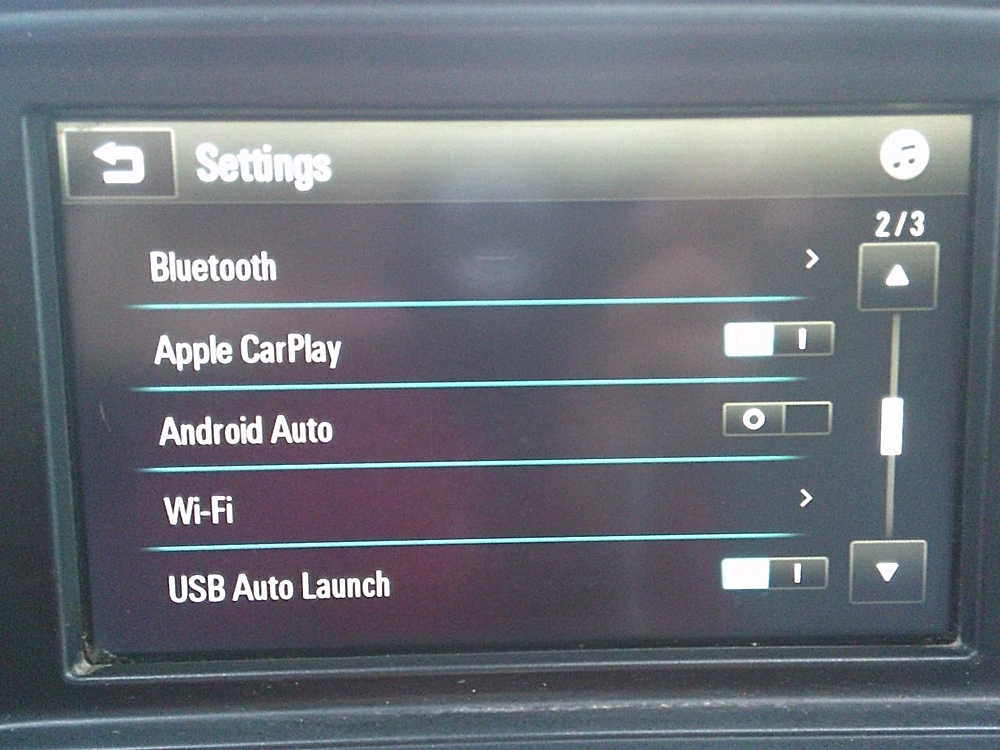 Settings
2/3
Bluetooth
Apple CarPlay
Android Auto
Wi-Fi
USB Auto Launch